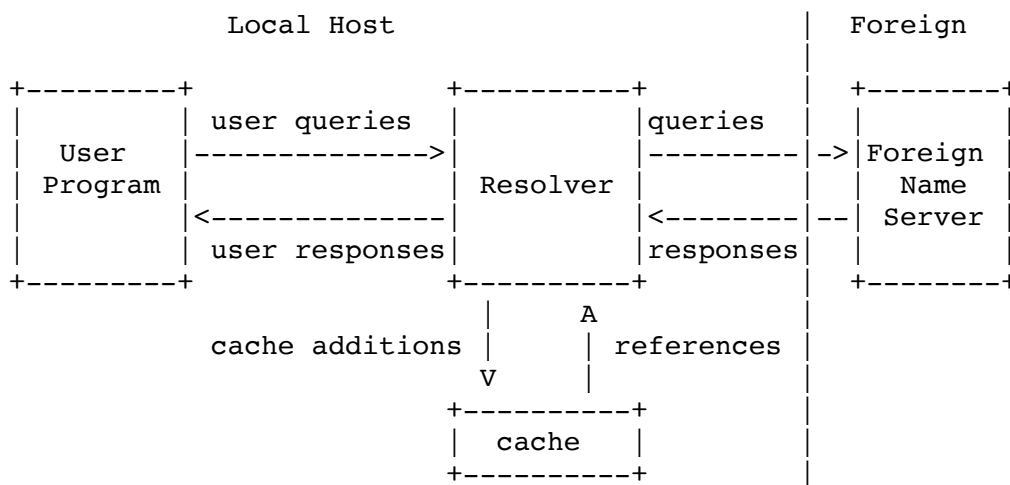 Local Host | Foreign
|
+---------+ +----------+ | +--------+
| | user queries | |queries | | |
| User |-------------->| |---------|->|Foreign |
| Program | | Resolver | | | Name |
| |<--------------| |<--------|--| Server |
| | user responses| |responses| | |
+---------+ +----------+ | +--------+
| A |
cache additions | | references |
V | |
+----------+ |
| cache | |
+----------+ |